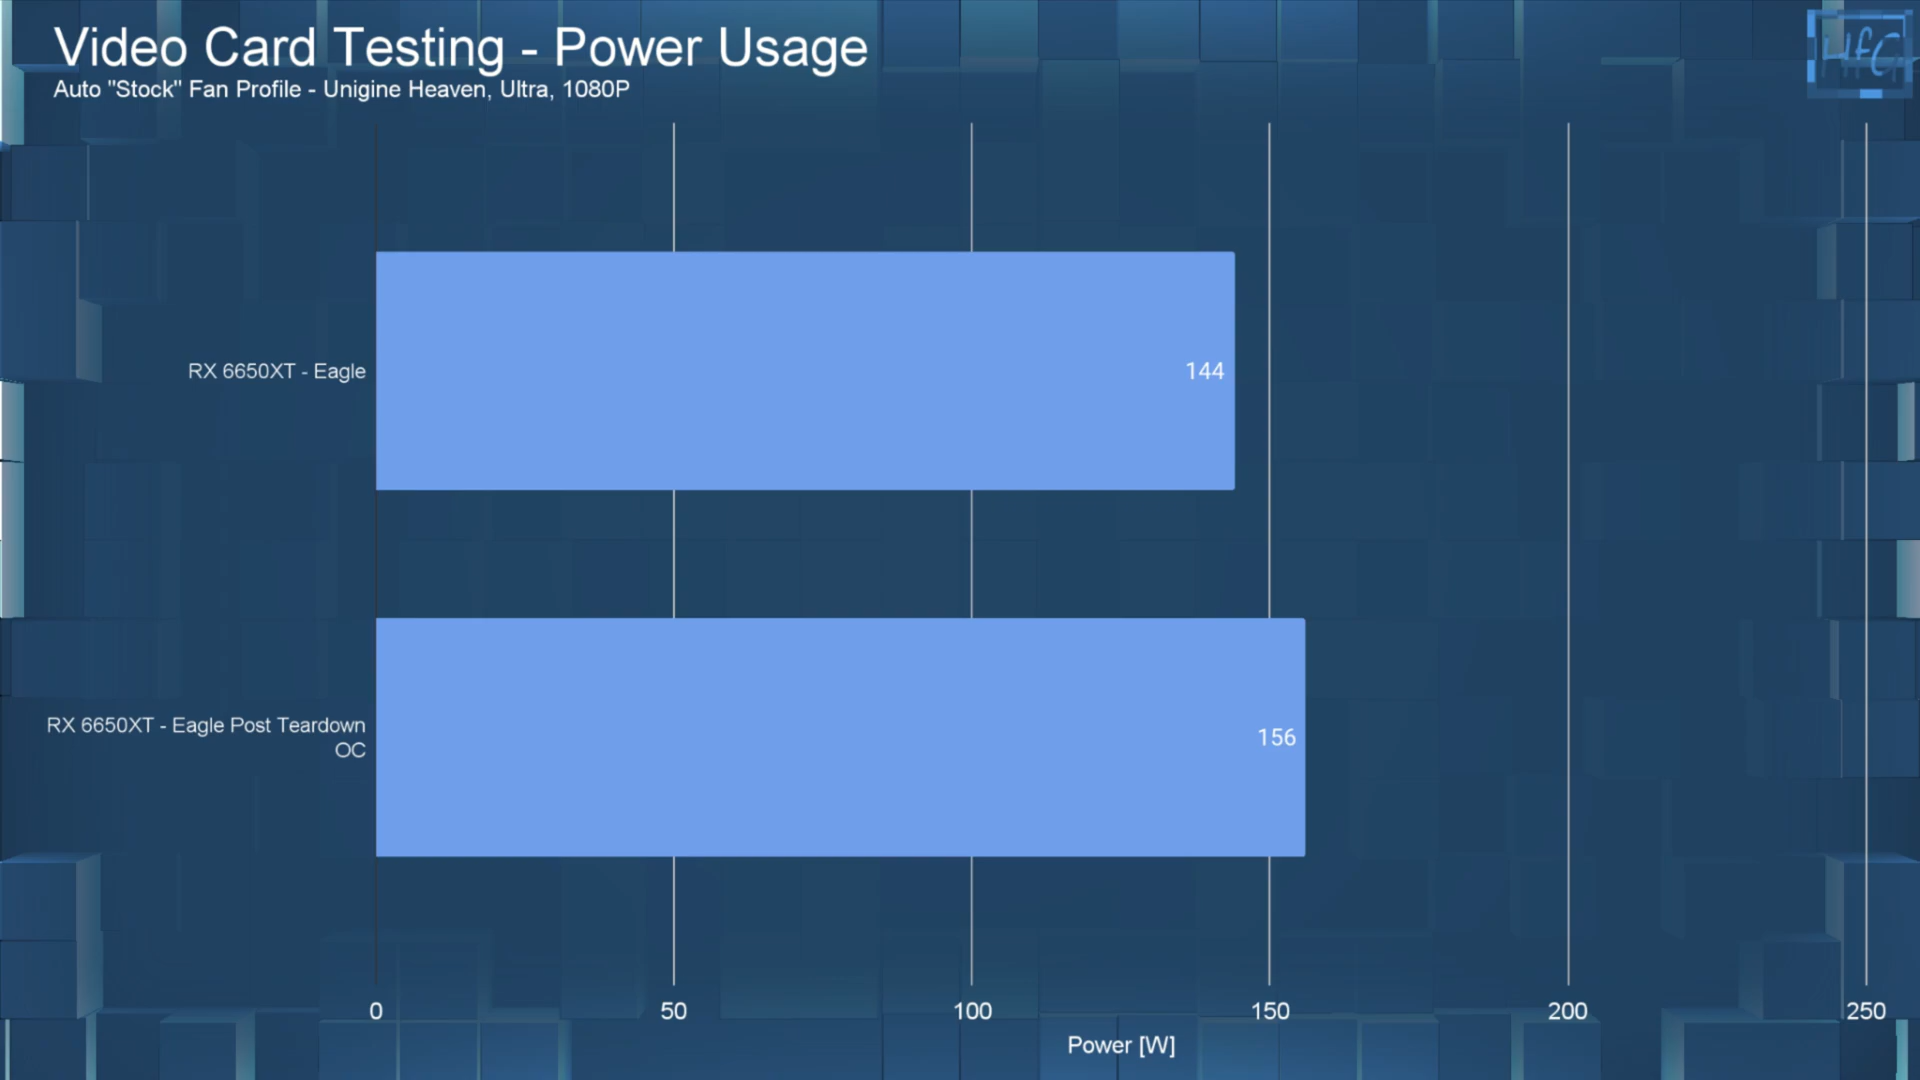 Video Card Testing - Power Usage
Auto "Stock" Fan Profile - Unigine Heaven, Ultra, 1080P
HfG
RX 6650XT - Eagle
144
RX 6650XT - Eagle Post Teardown
OC
156
0
50
100
150
200
250
Power [W]